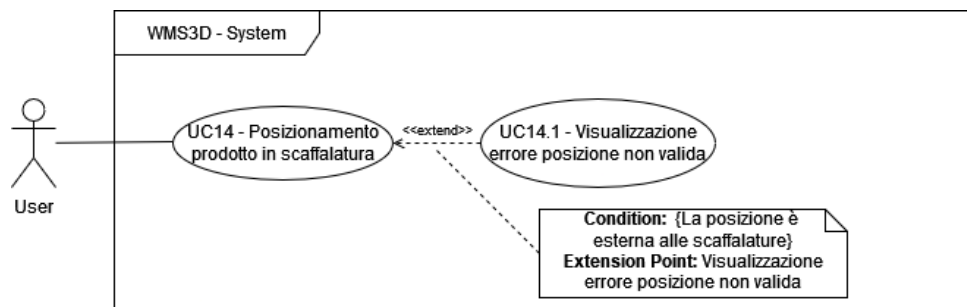 WMS3D - System
UC14 - Posizionamento
prodotto in scaffalatura
<<extend>>
UC14.1 - Visualizzazione
errore posizione non valida
User
Condition: {La posizione è
esterna alle scaffalature}
Extension Point: Visualizzazione
errore posizione non valida